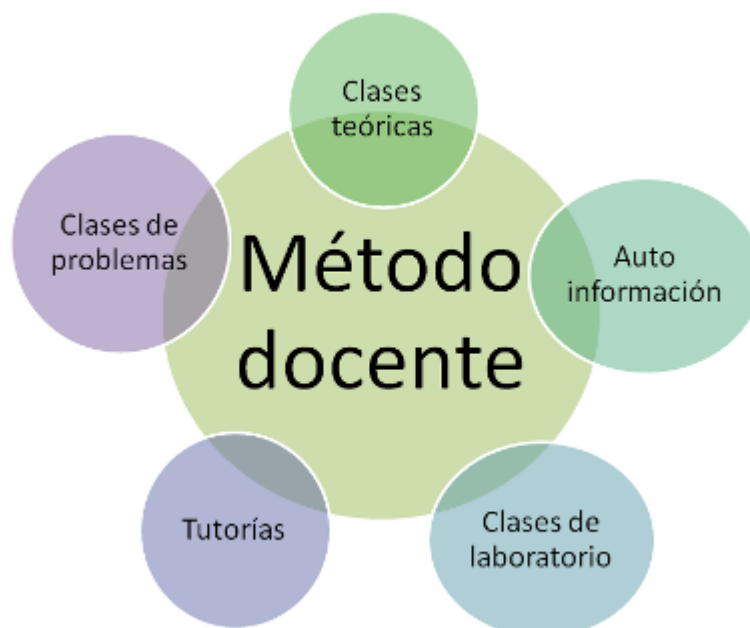 Clases
teóricas
Auto
información
Clases de
laboratorio
Tutorías
Clases de
problemas
Método
docente